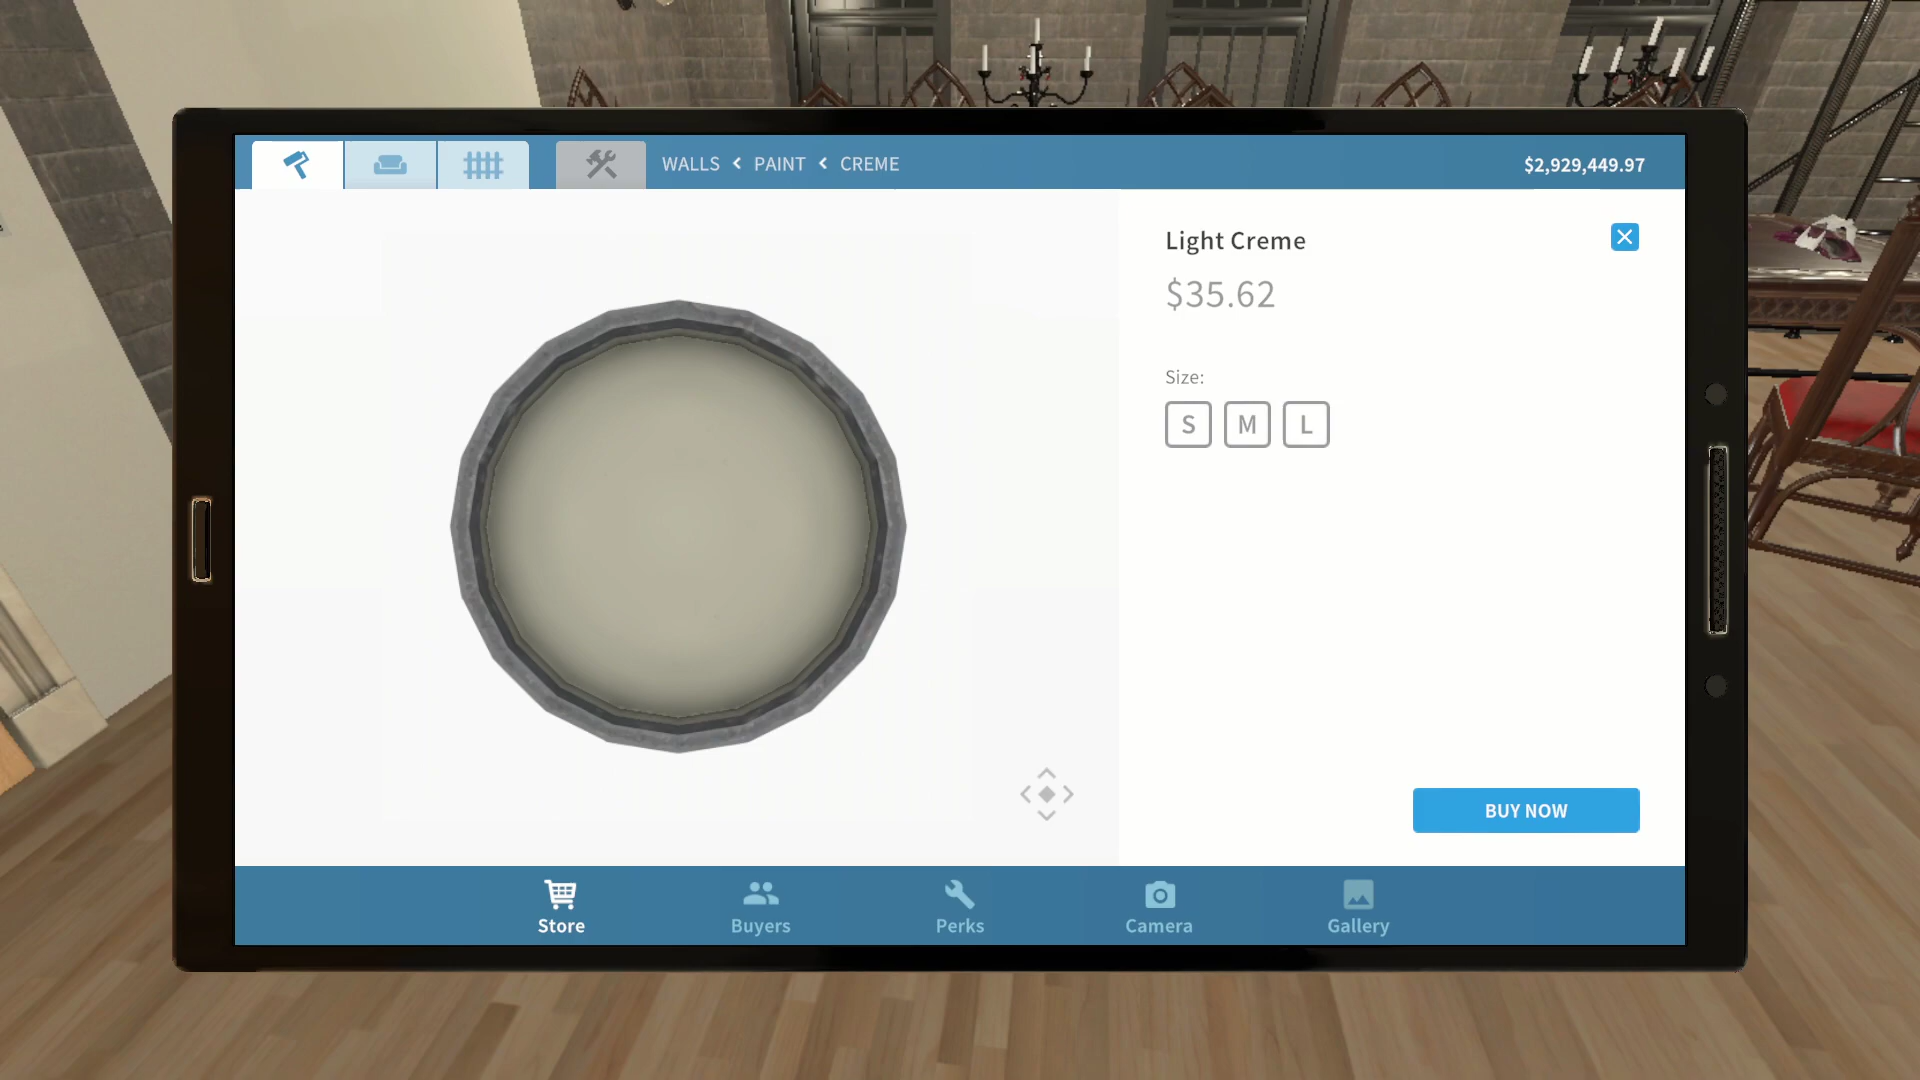 WALLS < PAINT < CREME
$2,929,449.97
Light Creme
$35.62
Size:
S M L
BUY NOW
Store Buyers Perks Camera Gallery